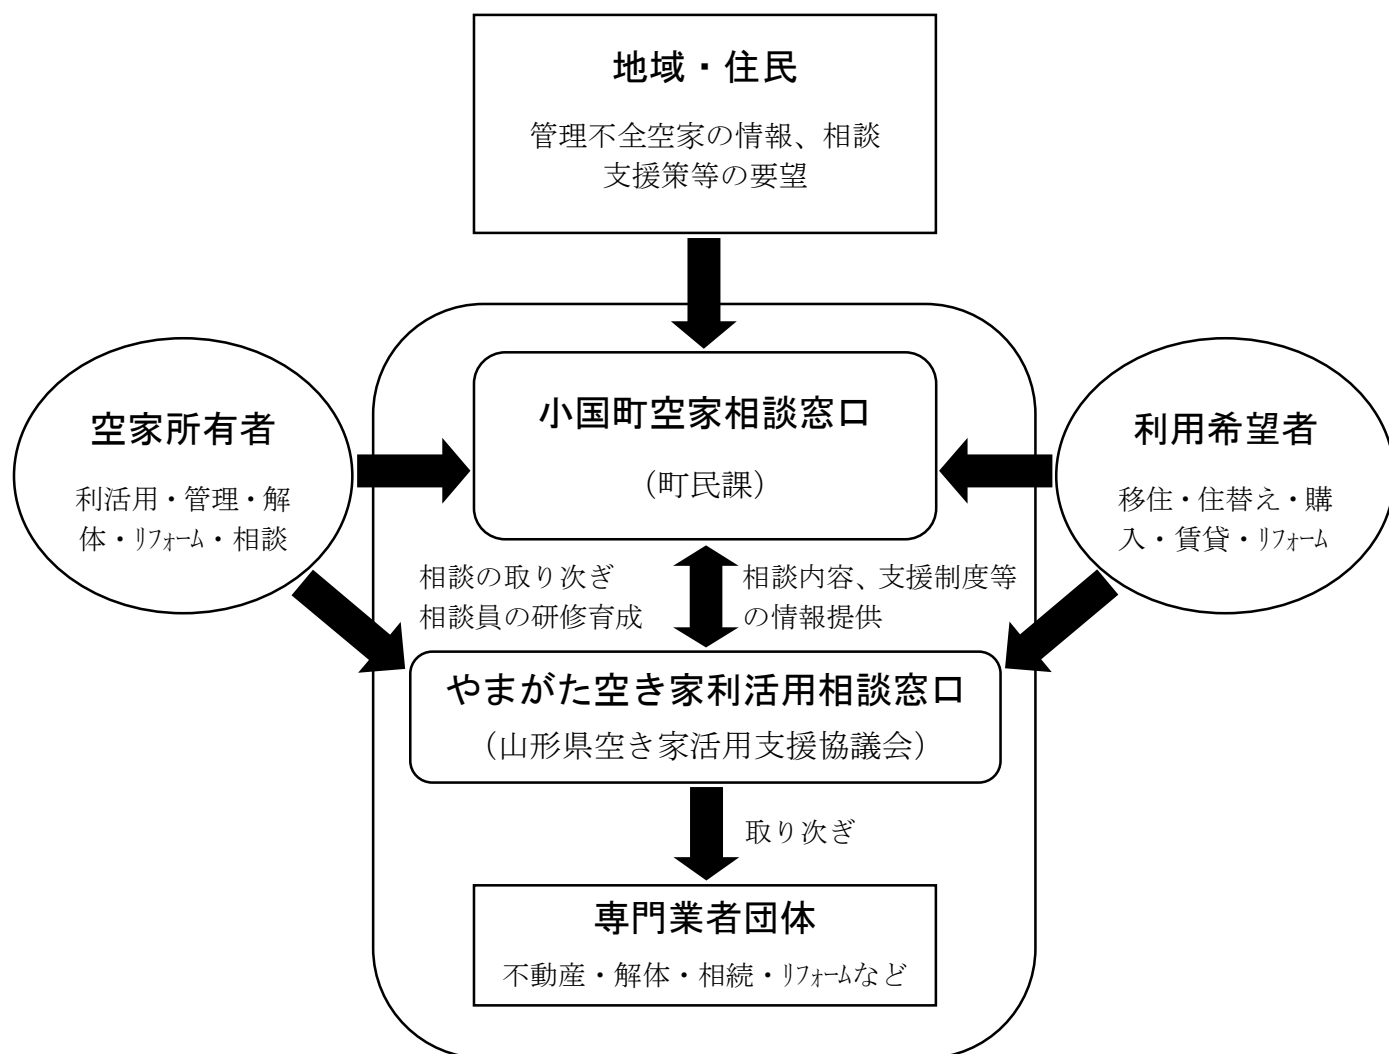 地域・住民
管理不全空家の情報、相談
支援策等の要望
小国町空家相談窓口
（町民課）
空家所有者
利活用・管理・解
体・ﾘﾌｫｰﾑ・相談
利用希望者
移住・住替え・購
入・賃貸・ﾘﾌｫｰﾑ
相談の取り次ぎ
相談員の研修育成
相談内容、支援制度等
の情報提供
やまがた空き家利活用相談窓口
（山形県空き家活用支援協議会）
取り次ぎ
専門業者団体
不動産・解体・相続・ﾘﾌｫｰﾑなど